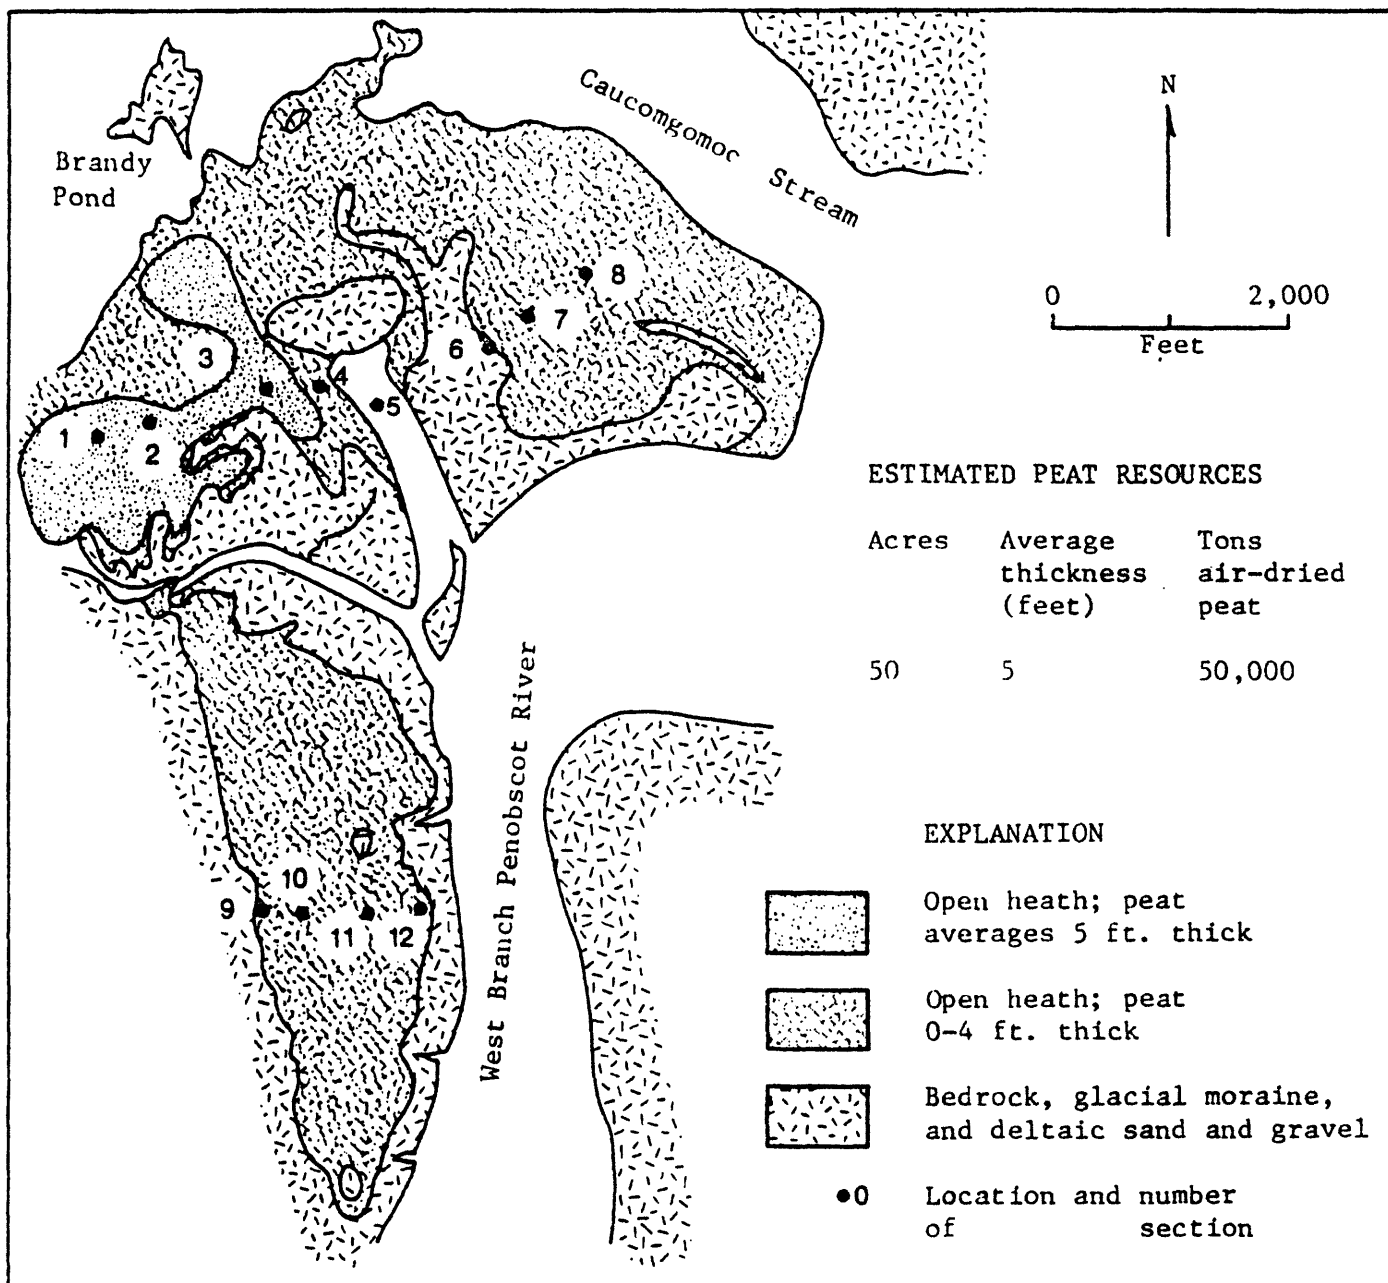 Caucomgomoc Stream
N
Brandy
Pond
0 2,000
Feet
1
2
3
4
5
6
7
8
ESTIMATED PEAT RESOURCES
Acres Average Tons
thickness air-dried
(feet) peat
50 5 50,000
West Branch Penobscot River
9
10
11
12
EXPLANATION
Open heath; peat
averages 5 ft. thick
Open heath; peat
0-4 ft. thick
Bedrock, glacial moraine,
and deltaic sand and gravel
0 Location and number
of section